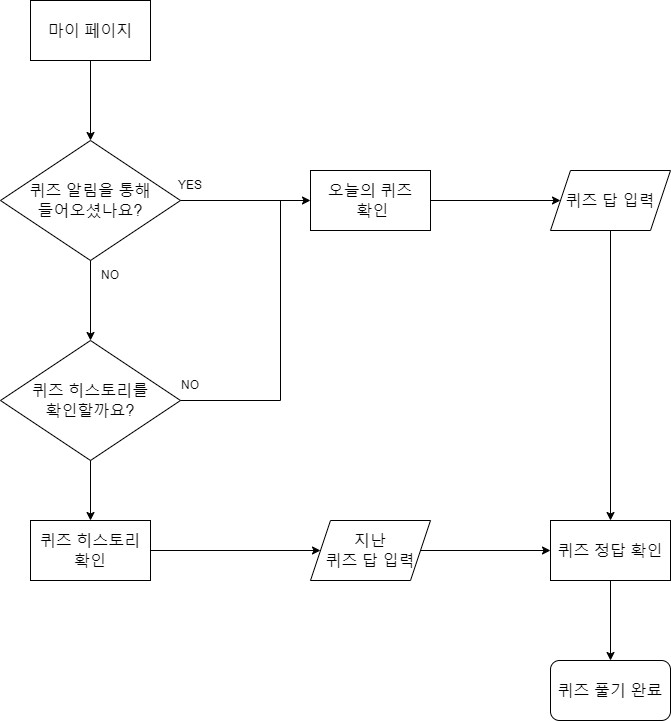 마이 페이지
퀴즈 알림을 통해
들어오셨나요?
YES
오늘의 퀴즈
확인
퀴즈 답 입력
NO
퀴즈 히스토리를
확인할까요?
NO
퀴즈 히스토리
확인
지난
퀴즈 답 입력
퀴즈 정답 확인
퀴즈 풀기 완료